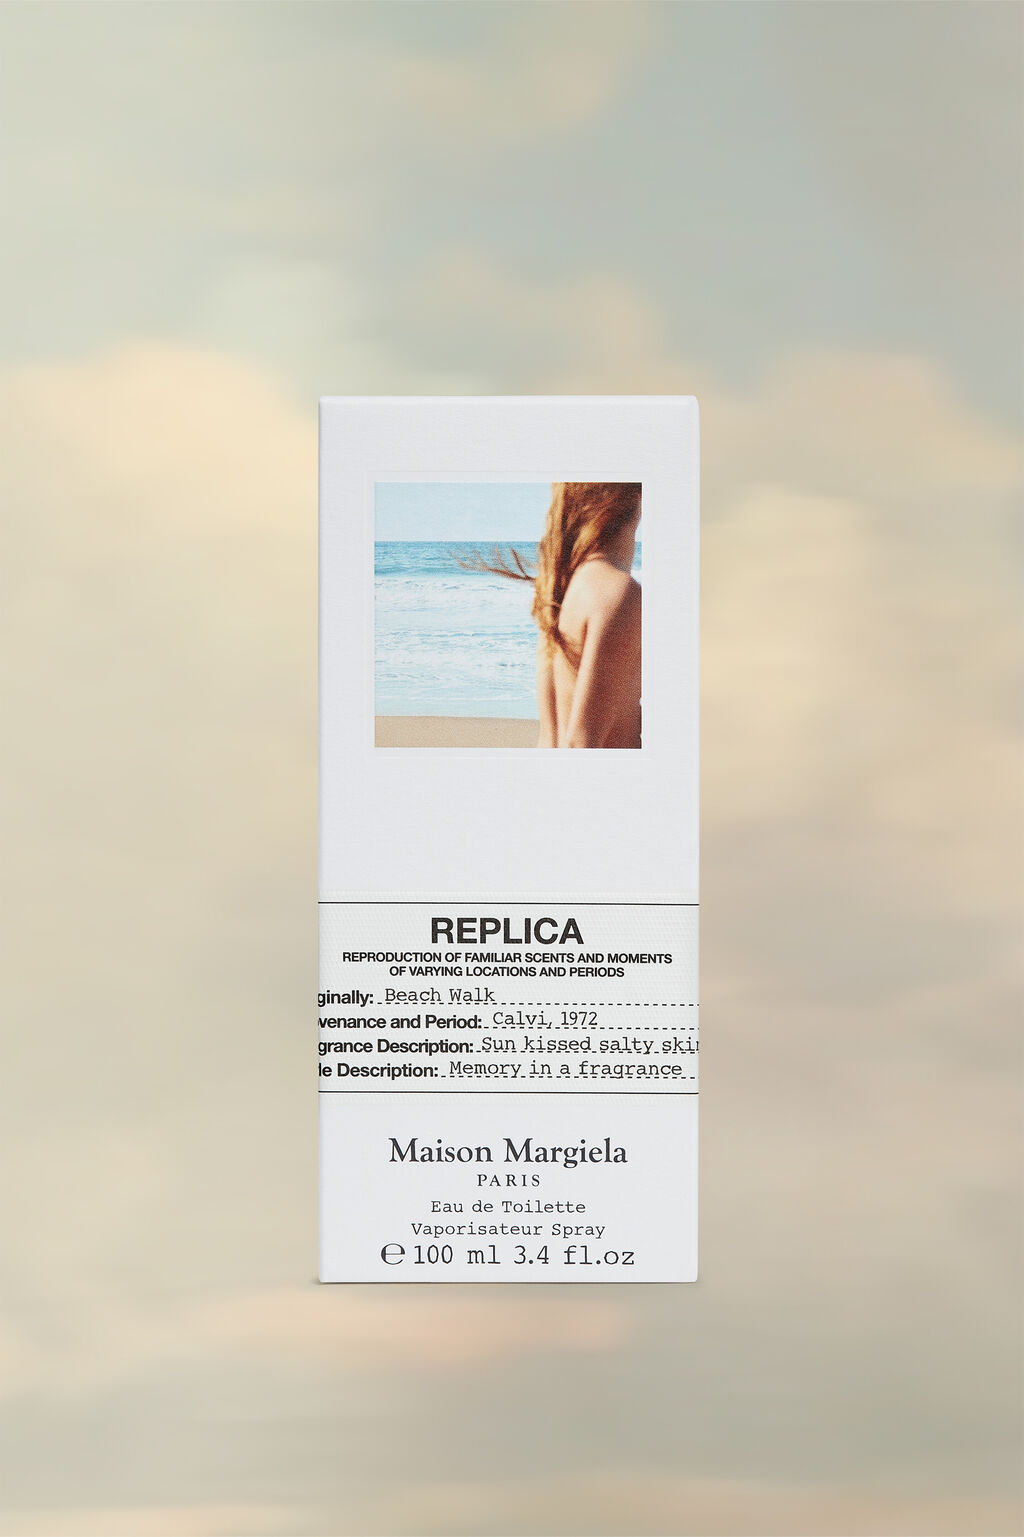 REPLICA
REPRODUCTION OF FAMILIAR SCENTS AND MOMENTS
OF VARYING LOCATIONS AND PERIODS
ginally: Beach Walk
venance and Period: Calvi, 1972
grance Description: Sun kissed salty skin
le Description: Memory in a fragrance
Maison Margiela
PARIS
Eau de Toilette
Vaporisateur Spray
℮ 100 ml 3.4 fl.oz